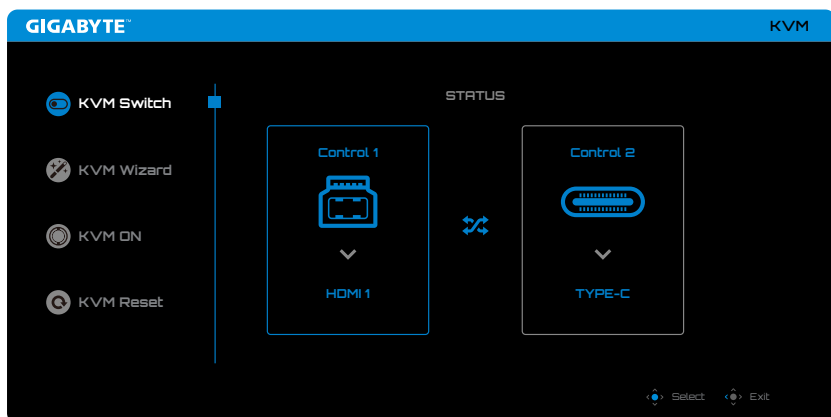 GIGABYTE™
KVM
KVM Switch
KVM Wizard
KVM ON
KVM Reset
STATUS
Control 1
HDMI 1
Control 2
TYPE-C
Select
Exit